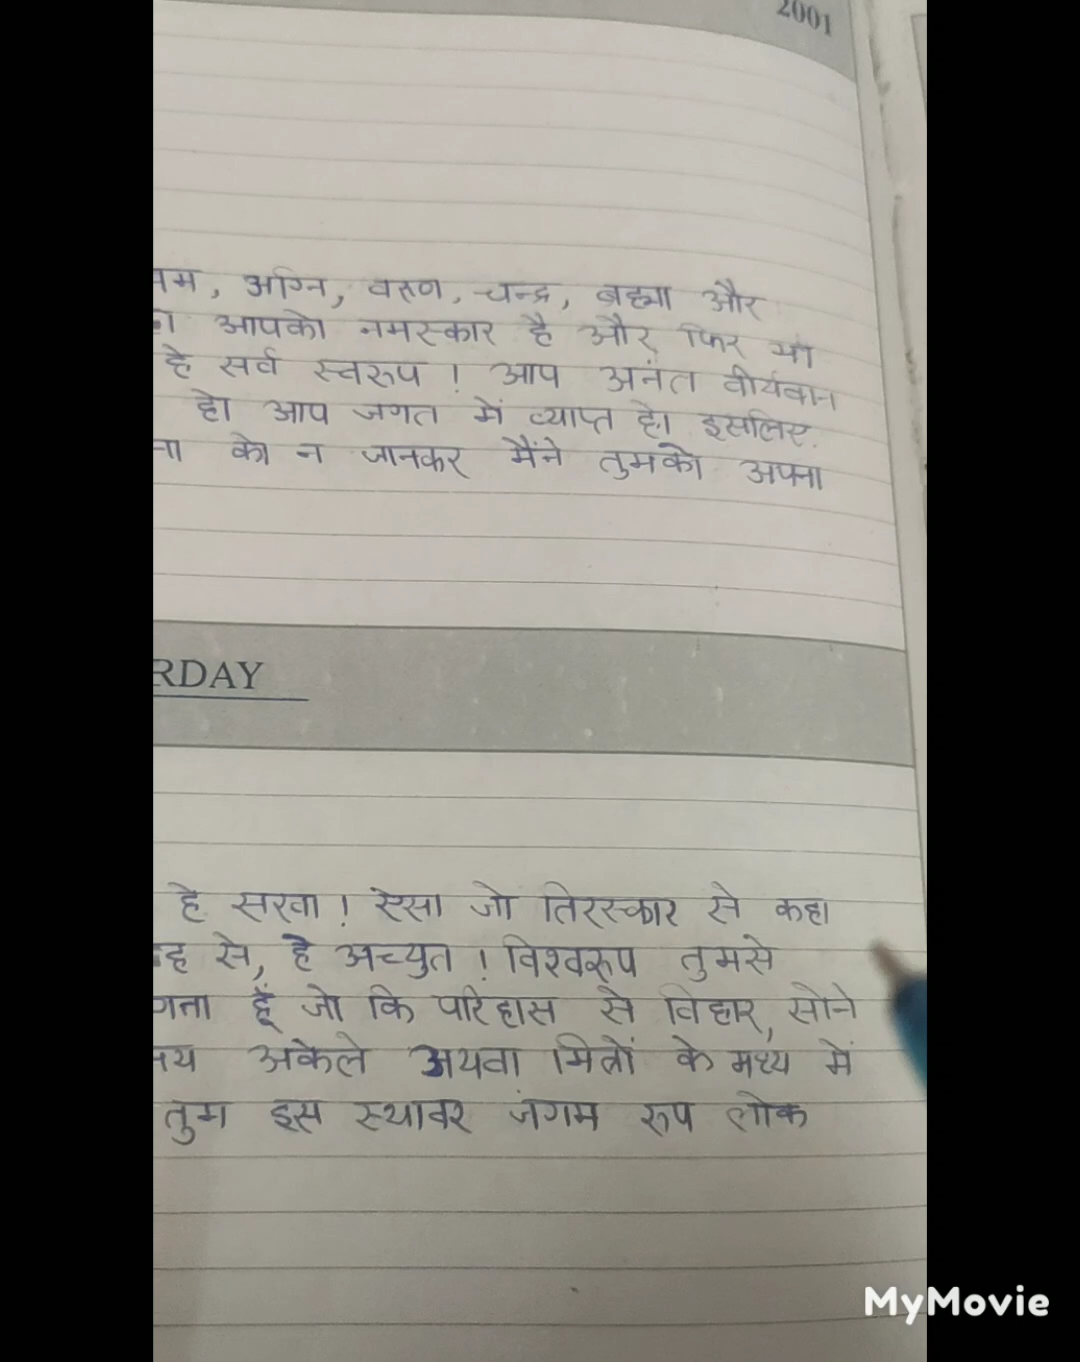 2001
यम, अग्नि, वरुण, चन्द्र, ब्रह्मा और
आपको नमस्कार है और फिर भी
हे सर्व स्वरूप ! आप अनंत वीर्यवान
हो आप जगत में व्याप्त हो। इसलिए
को न जानकर मैंने तुमको अपना
RDAY
हे सखा ! ऐसा जो तिरस्कार से कहा
से, हे अच्युत ! विश्वरूप तुमसे
हूँ जो कि परिहास से विहार, सोने
अकेले अथवा मित्रों के मध्य में
तुम इस स्थावर जंगम रूप लोक
MyMovie